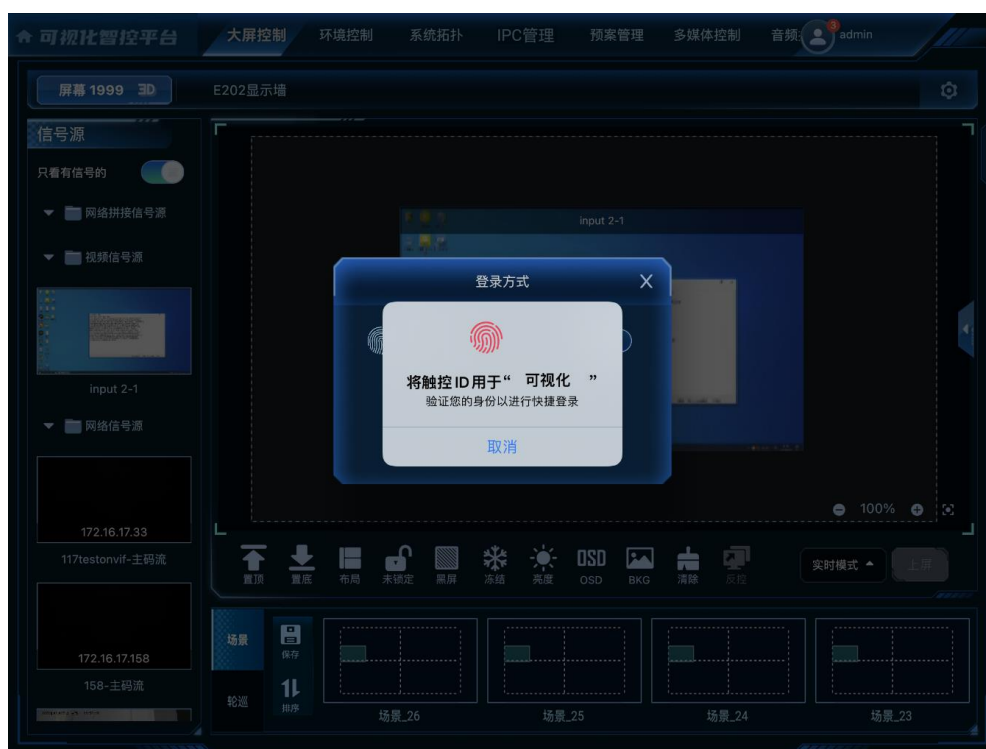 可视化智控平台
大屏控制 环境控制 系统拓扑 IPC管理 预案管理 多媒体控制 音频 3 admin
屏幕 1999 3D E202显示墙
信号源
只看有信号的
网络拼接信号源
视频信号源
input 2-1
网络信号源
172.16.17.33
117testonvif-主码流
172.16.17.158
158-主码流
input 2-1
登录方式 X
将触控 ID 用于“ 可视化 ”
验证您的身份以进行快捷登录
取消
100%
置顶 置底 布局 未锁定 黑屏 冻结 亮度 OSD OSD BKG 清除 反控 实时模式 上屏
场景 保存
轮巡 排序
场景_26 场景_25 场景_24 场景_23